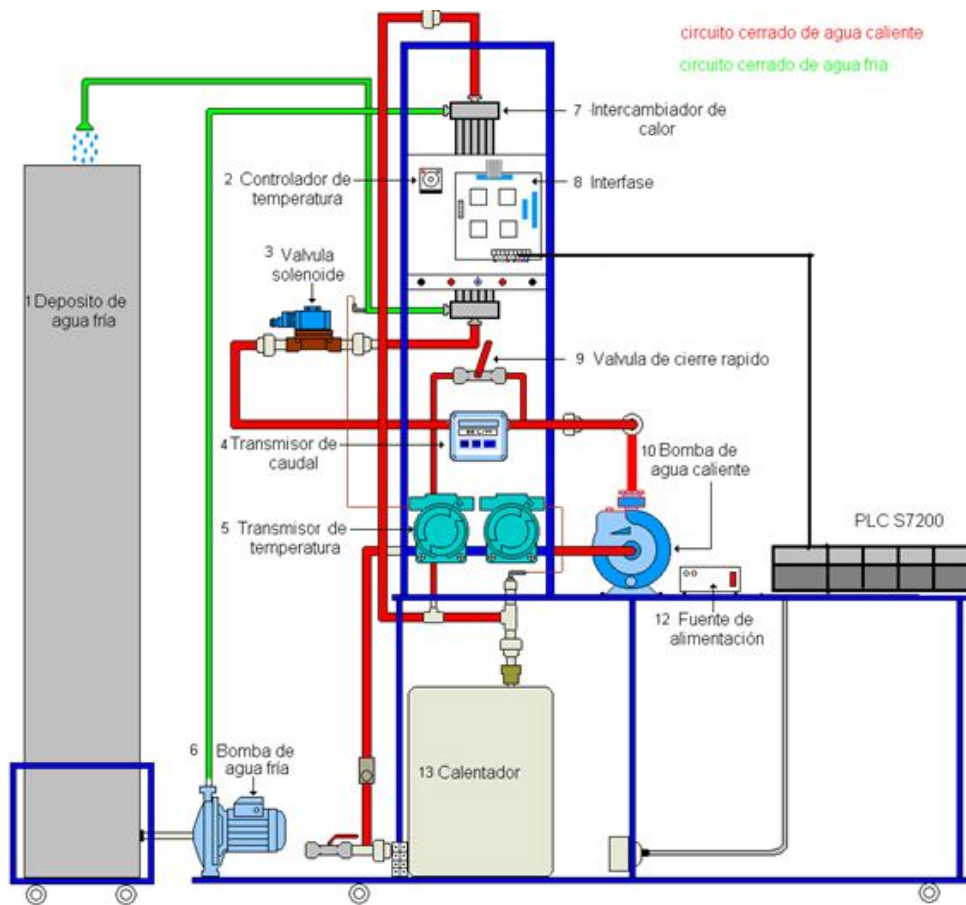 circuito cerrado de agua caliente
circuito cerrado de agua fria
7 Intercambiador de
calor
2 Controlador de
temperatura
8 Interfase
3 Valvula
solenoide
1 Deposito de
agua fría
9 Valvula de cierre rapido
4 Transmisor de
caudal
10 Bomba de
agua caliente
5 Transmisor de
temperatura
PLC S7200
12 Fuente de
alimentación
6 Bomba de
agua fría
13 Calentador